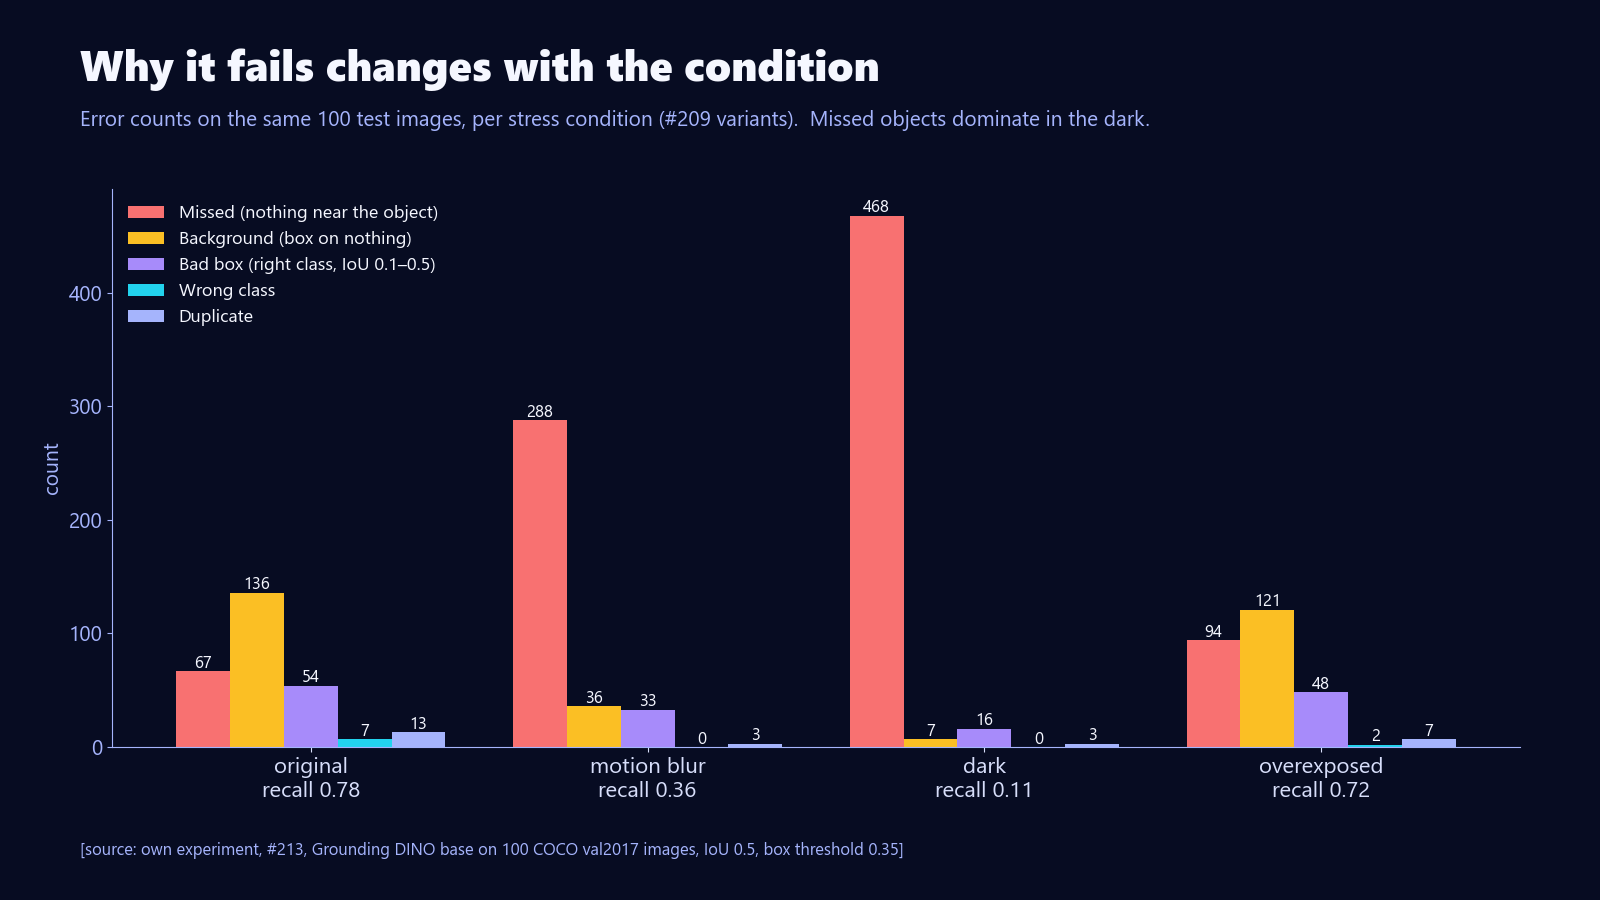 Why it fails changes with the condition
Error counts on the same 100 test images, per stress condition (#209 variants).  Missed objects dominate in the dark.
Missed (nothing near the object)
Background (box on nothing)
Bad box (right class, IoU 0.1–0.5)
Wrong class
Duplicate
count
400
300
200
100
0
67
136
54
7
13
288
36
33
0
3
468
7
16
0
3
94
121
48
2
7
original
recall 0.78
motion blur
recall 0.36
dark
recall 0.11
overexposed
recall 0.72
[source: own experiment, #213, Grounding DINO base on 100 COCO val2017 images, IoU 0.5, box threshold 0.35]